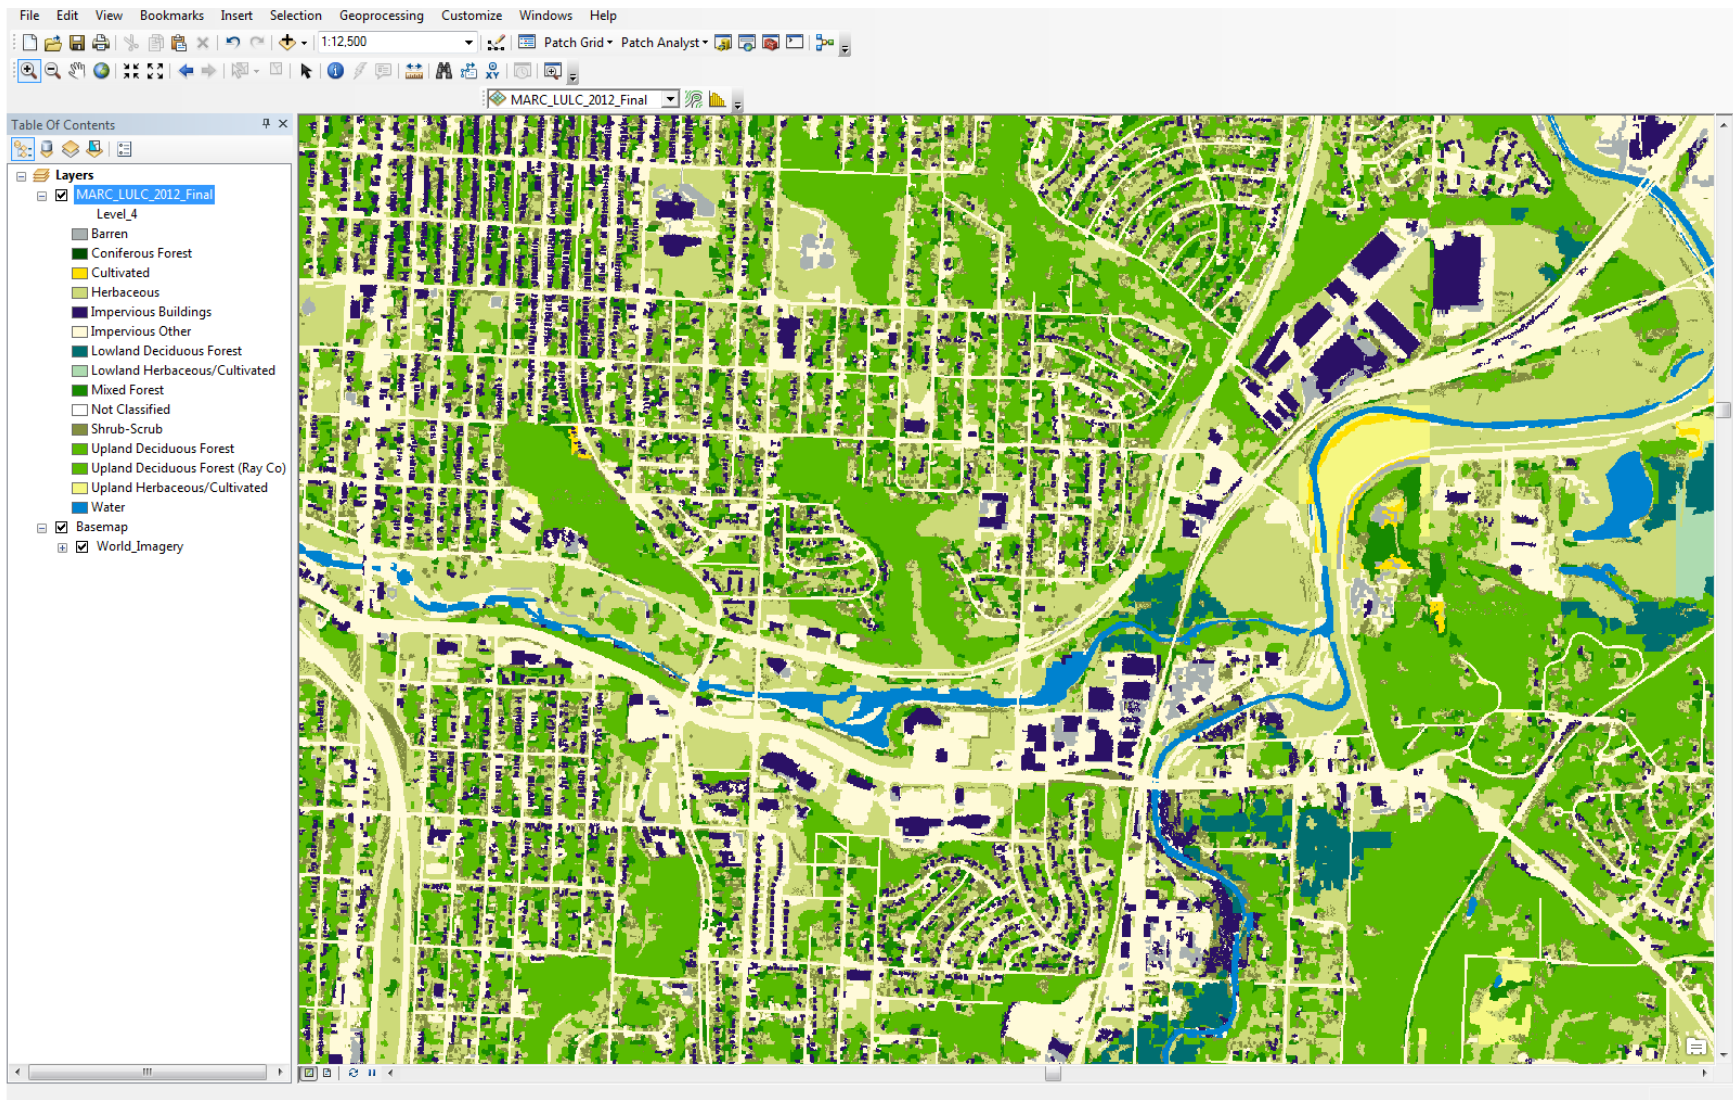 File Edit View Bookmarks Insert Selection Geoprocessing Customize Windows Help
1:12,500 Patch Grid Patch Analyst
MARC_LULC_2012_Final
Table Of Contents
Layers
MARC_LULC_2012_Final
Level_4
Barren
Coniferous Forest
Cultivated
Herbaceous
Impervious Buildings
Impervious Other
Lowland Deciduous Forest
Lowland Herbaceous/Cultivated
Mixed Forest
Not Classified
Shrub-Scrub
Upland Deciduous Forest
Upland Deciduous Forest (Ray Co)
Upland Herbaceous/Cultivated
Water
Basemap
World_Imagery